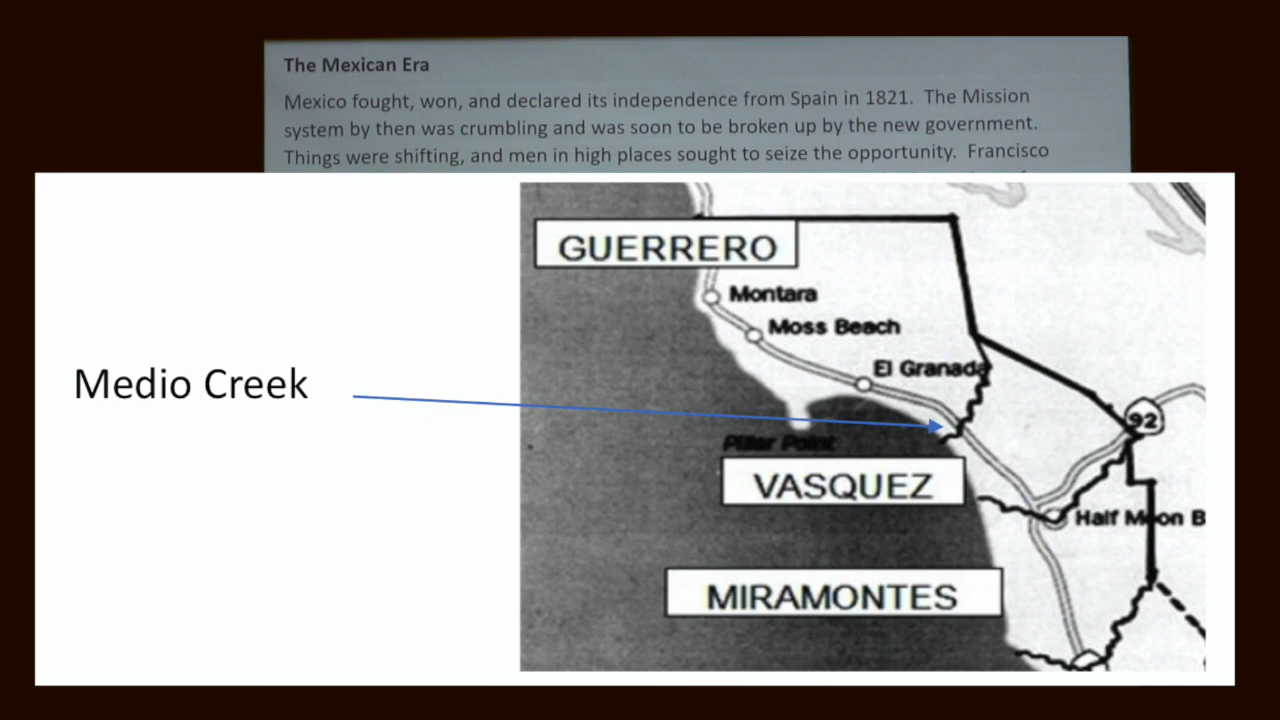 The Mexican Era
Mexico fought, won, and declared its independence from Spain in 1821. The Mission
system by then was crumbling and was soon to be broken up by the new government.
Things were shifting, and men in high places sought to seize the opportunity. Francisco
GUERRERO
Montara
Moss Beach
El Granada
Medio Creek
92
Pillar Point
VASQUEZ
Half Moon B
MIRAMONTES